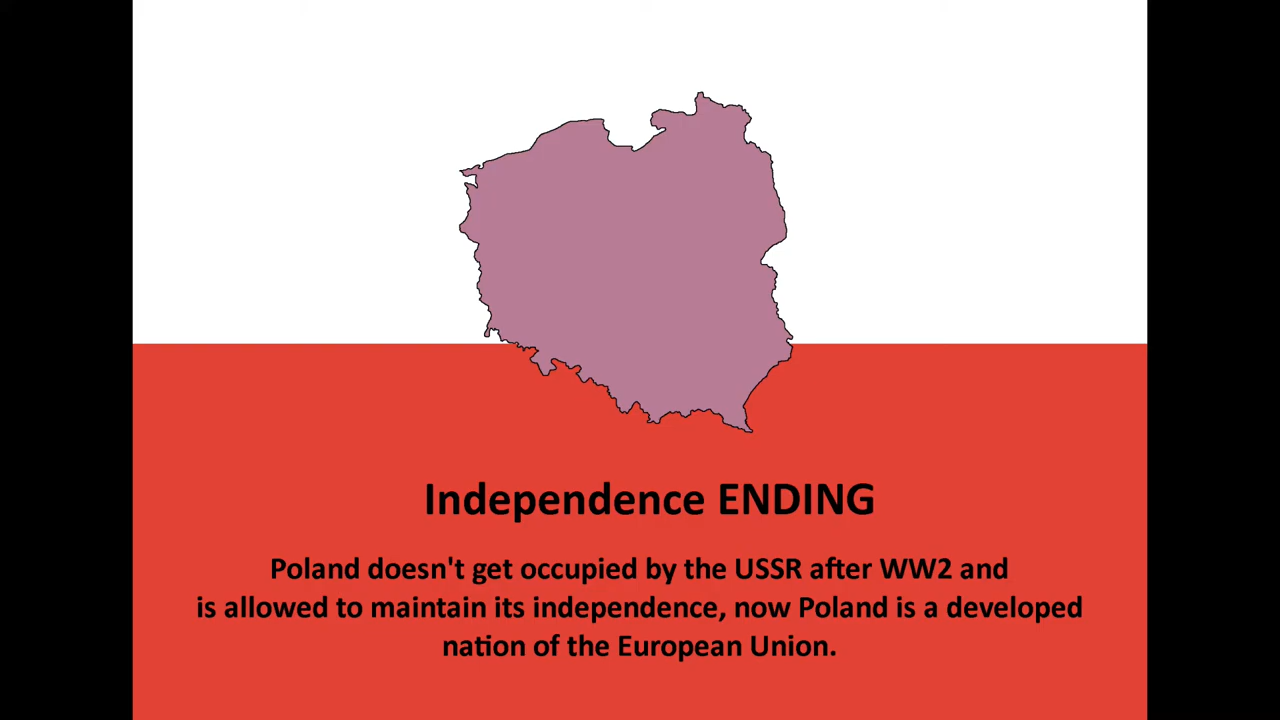 Independence ENDING
Poland doesn't get occupied by the USSR after WW2 and
is allowed to maintain its independence, now Poland is a developed
nation of the European Union.